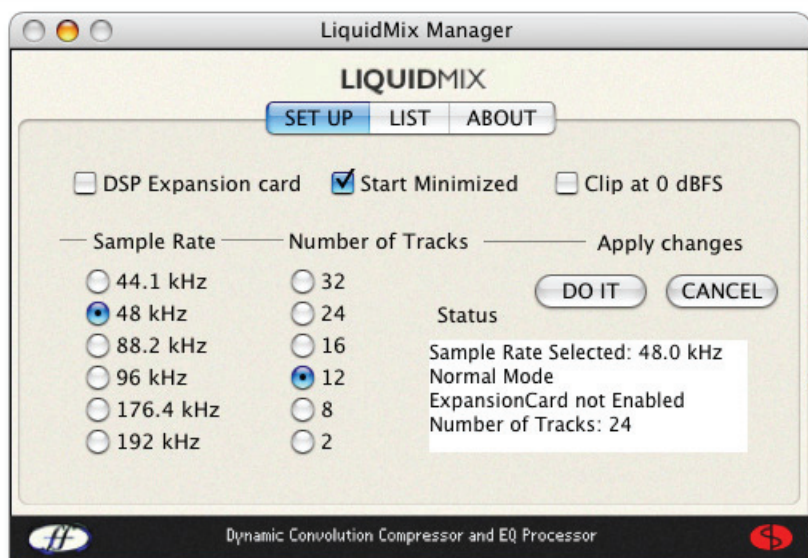 LiquidMix Manager
LIQUIDMIX
SET UP LIST ABOUT
DSP Expansion card Start Minimized Clip at 0 dBFS
Sample Rate Number of Tracks Apply changes
44.1 kHz 32 DO IT CANCEL
48 kHz 24 Status
88.2 kHz 16 Sample Rate Selected: 48.0 kHz
96 kHz 12 Normal Mode
176.4 kHz 8 ExpansionCard not Enabled
192 kHz 2 Number of Tracks: 24
ff Dynamic Convolution Compressor and EQ Processor